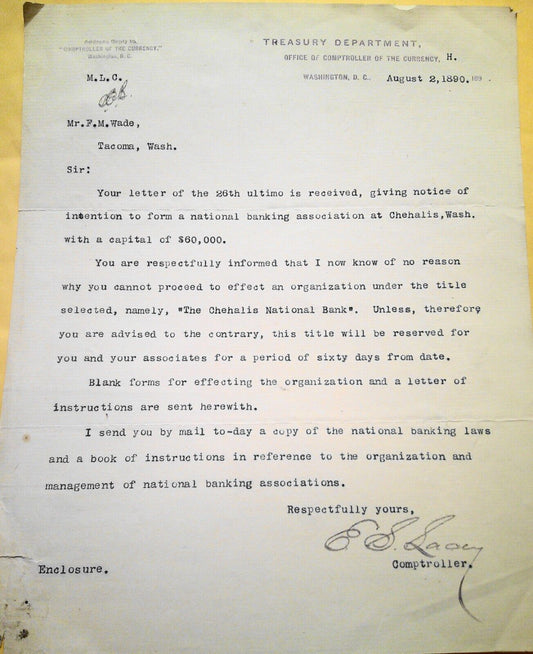 Address Reply to
"COMPTROLLER OF THE CURRENCY."
Washington, D. C.
TREASURY DEPARTMENT,
OFFICE OF COMPTROLLER OF THE CURRENCY, H.
WASHINGTON, D. C., August 2,1890. 189 .
M.L.C.
Mr.F.M.Wade,
Tacoma, Wash.
Sir:
Your letter of the 26th ultimo is received, giving notice of
intention to form a national banking association at Chehalis,Wash.
with a capital of $60,000.
You are respectfully informed that I now know of no reason
why you cannot proceed to effect an organization under the title
selected, namely, "The Chehalis National Bank". Unless, therefore
you are advised to the contrary, this title will be reserved for
you and your associates for a period of sixty days from date.
Blank forms for effecting the organization and a letter of
instructions are sent herewith.
I send you by mail to-day a copy of the national banking laws
and a book of instructions in reference to the organization and
management of national banking associations.
Respectfully yours,
E. S. Lacey
Comptroller.
Enclosure.